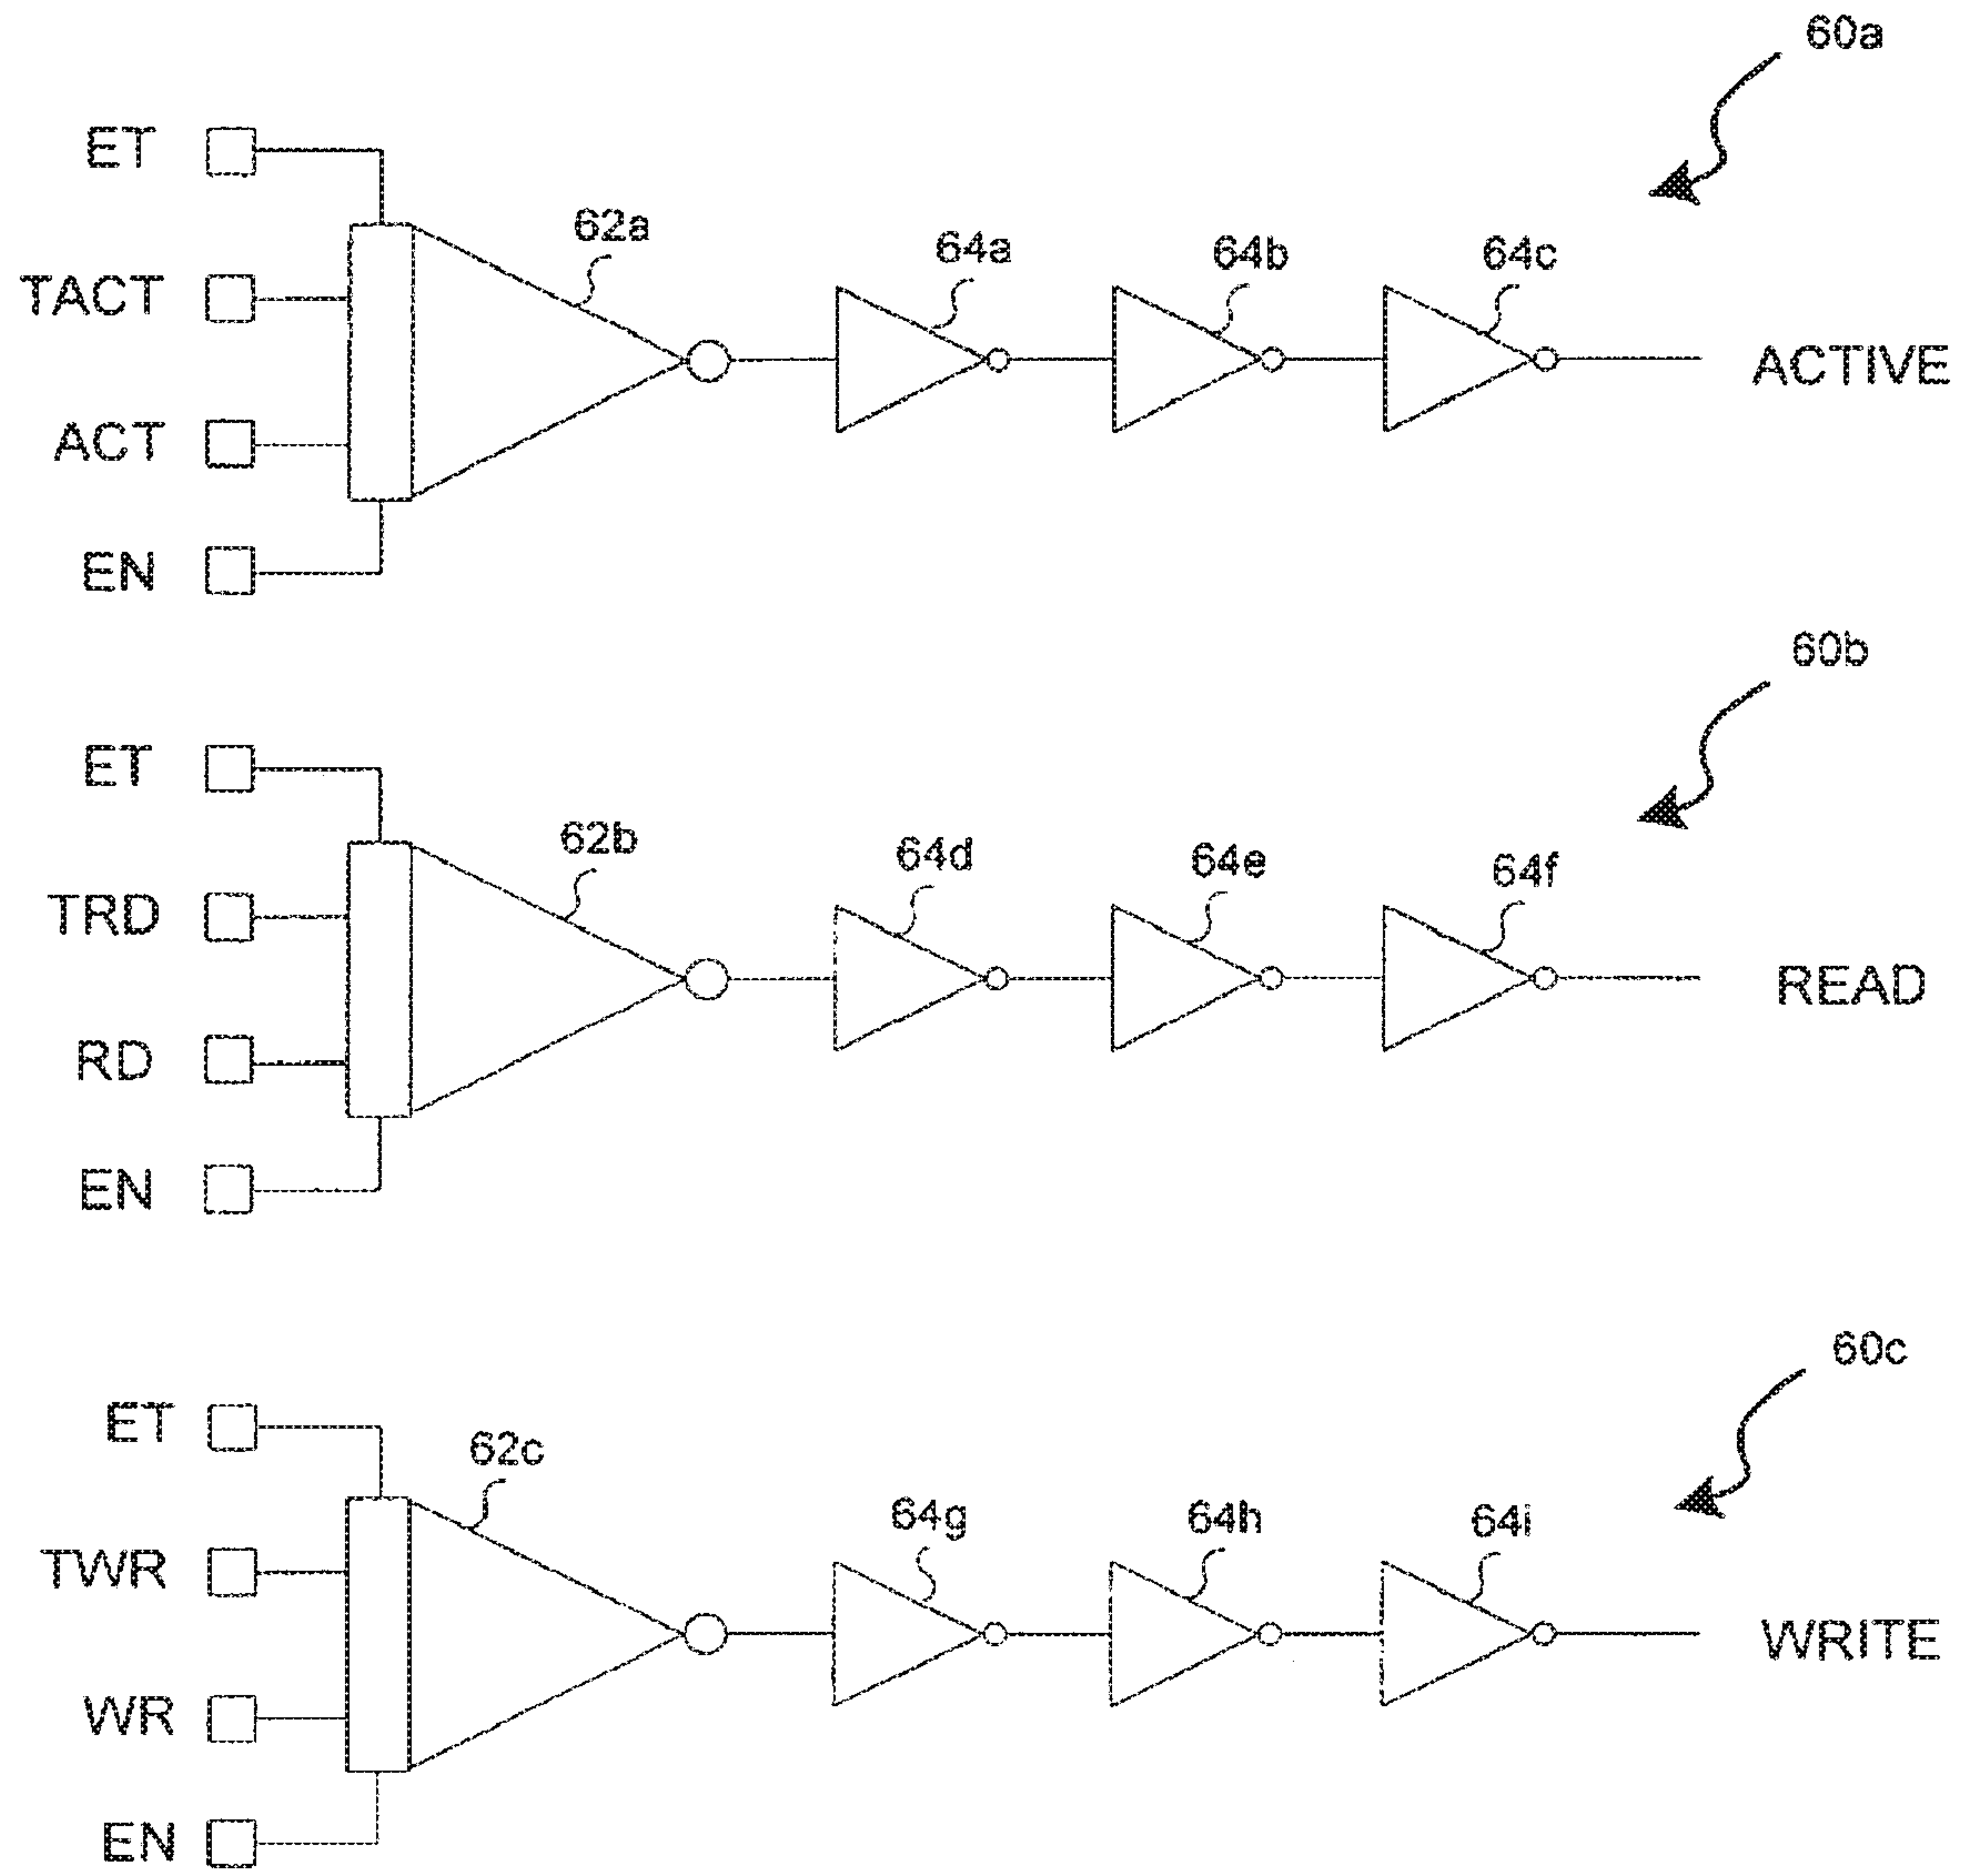 60a
ET
62a
64a
64b
64c
TACT
ACTIVE
ACT
EN
60b
ET
62b
64d
64e
64f
TRD
READ
RD
EN
60c
ET
62c
64g
64h
64i
TWR
WRITE
WR
EN